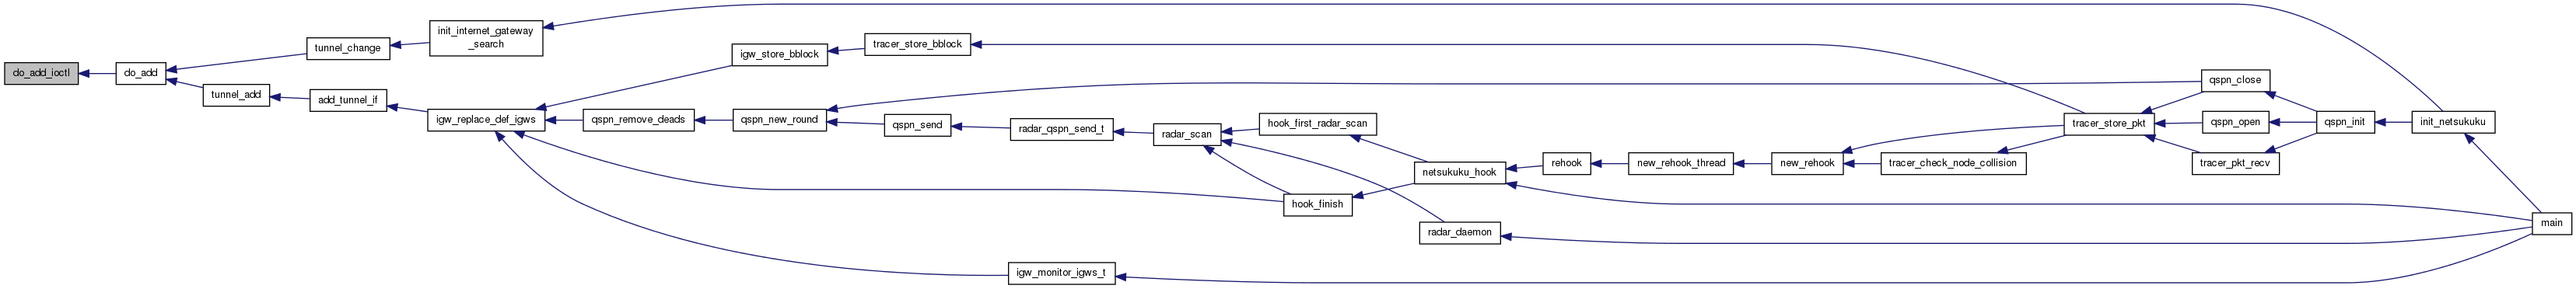 do_add_ioctl
do_add
tunnel_change
tunnel_add
init_internet_gateway
_search
add_tunnel_if
igw_replace_def_igws
igw_store_bblock
tracer_store_bblock
qspn_remove_deads
qspn_new_round
qspn_send
radar_qspn_send_t
radar_scan
hook_first_radar_scan
hook_finish
netsukuku_hook
radar_daemon
igw_monitor_igws_t
rehook
new_rehook_thread
new_rehook
tracer_check_node_collision
tracer_store_pkt
qspn_close
qspn_open
tracer_pkt_recv
qspn_init
init_netsukuku
main